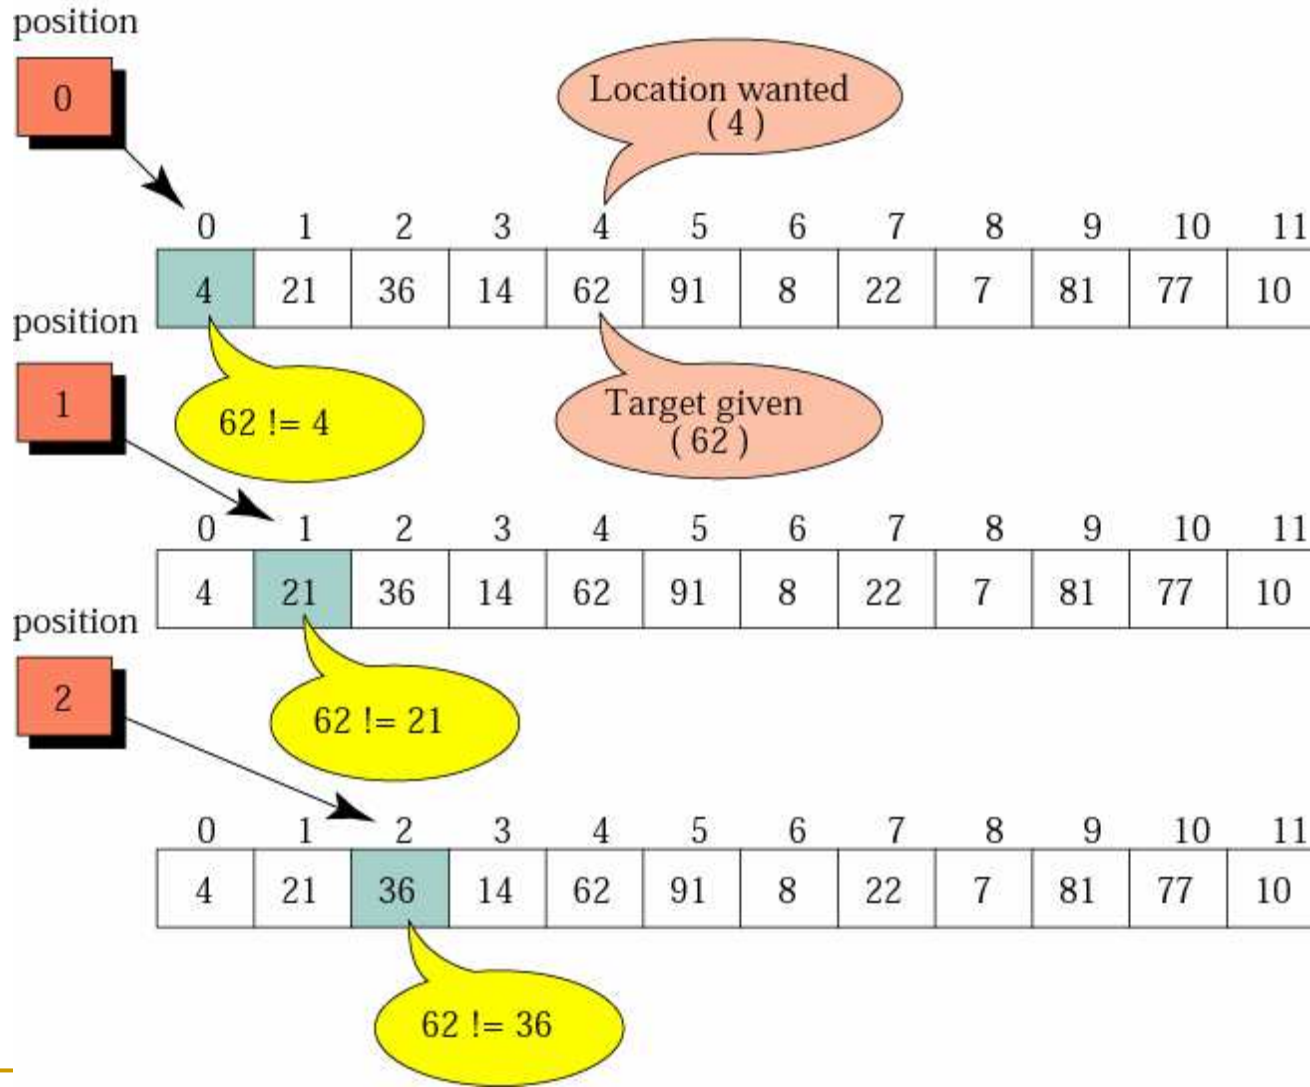 position
0
Location wanted
( 4 )
0 1 2 3 4 5 6 7 8 9 10 11
4 21 36 14 62 91 8 22 7 81 77 10
position
1
62 != 4
Target given
( 62 )
0 1 2 3 4 5 6 7 8 9 10 11
4 21 36 14 62 91 8 22 7 81 77 10
position
2
62 != 21
0 1 2 3 4 5 6 7 8 9 10 11
4 21 36 14 62 91 8 22 7 81 77 10
62 != 36